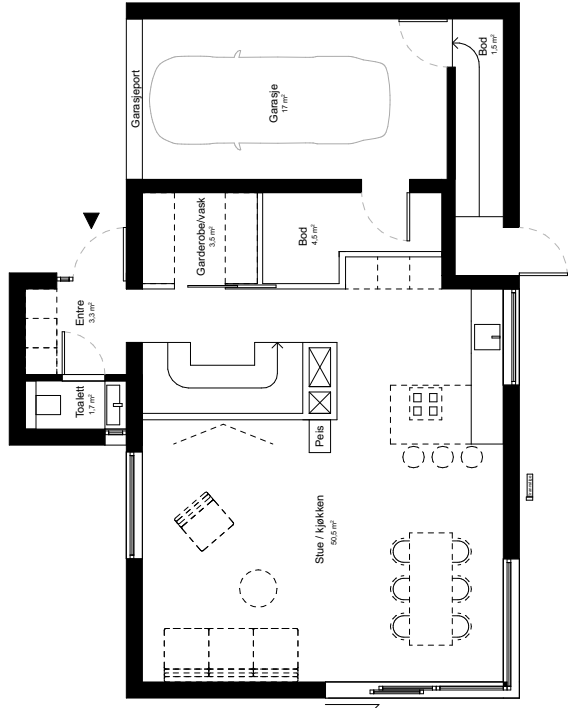 Garasjeport
Garasje
17 m²
Bod
1,5 m²
Garderobe/vask
3,5 m²
Bod
4,5 m²
Entre
3,3 m²
Toalett
1,7 m²
Peis
Stue / kjøkken
50,5 m²